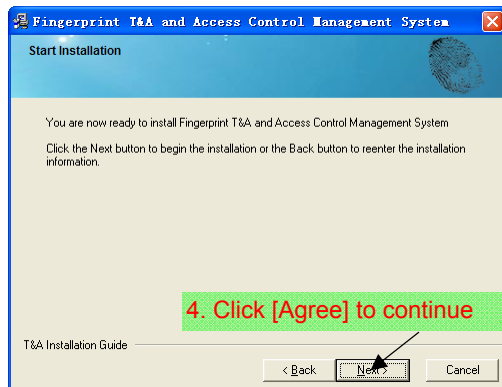 Fingerprint T&A and Access Control Management System
Start Installation
You are now ready to install Fingerprint T&A and Access Control Management System
Click the Next button to begin the installation or the Back button to reenter the installation
information.
4. Click [Agree] to continue
T&A Installation Guide
< Back
Next >
Cancel